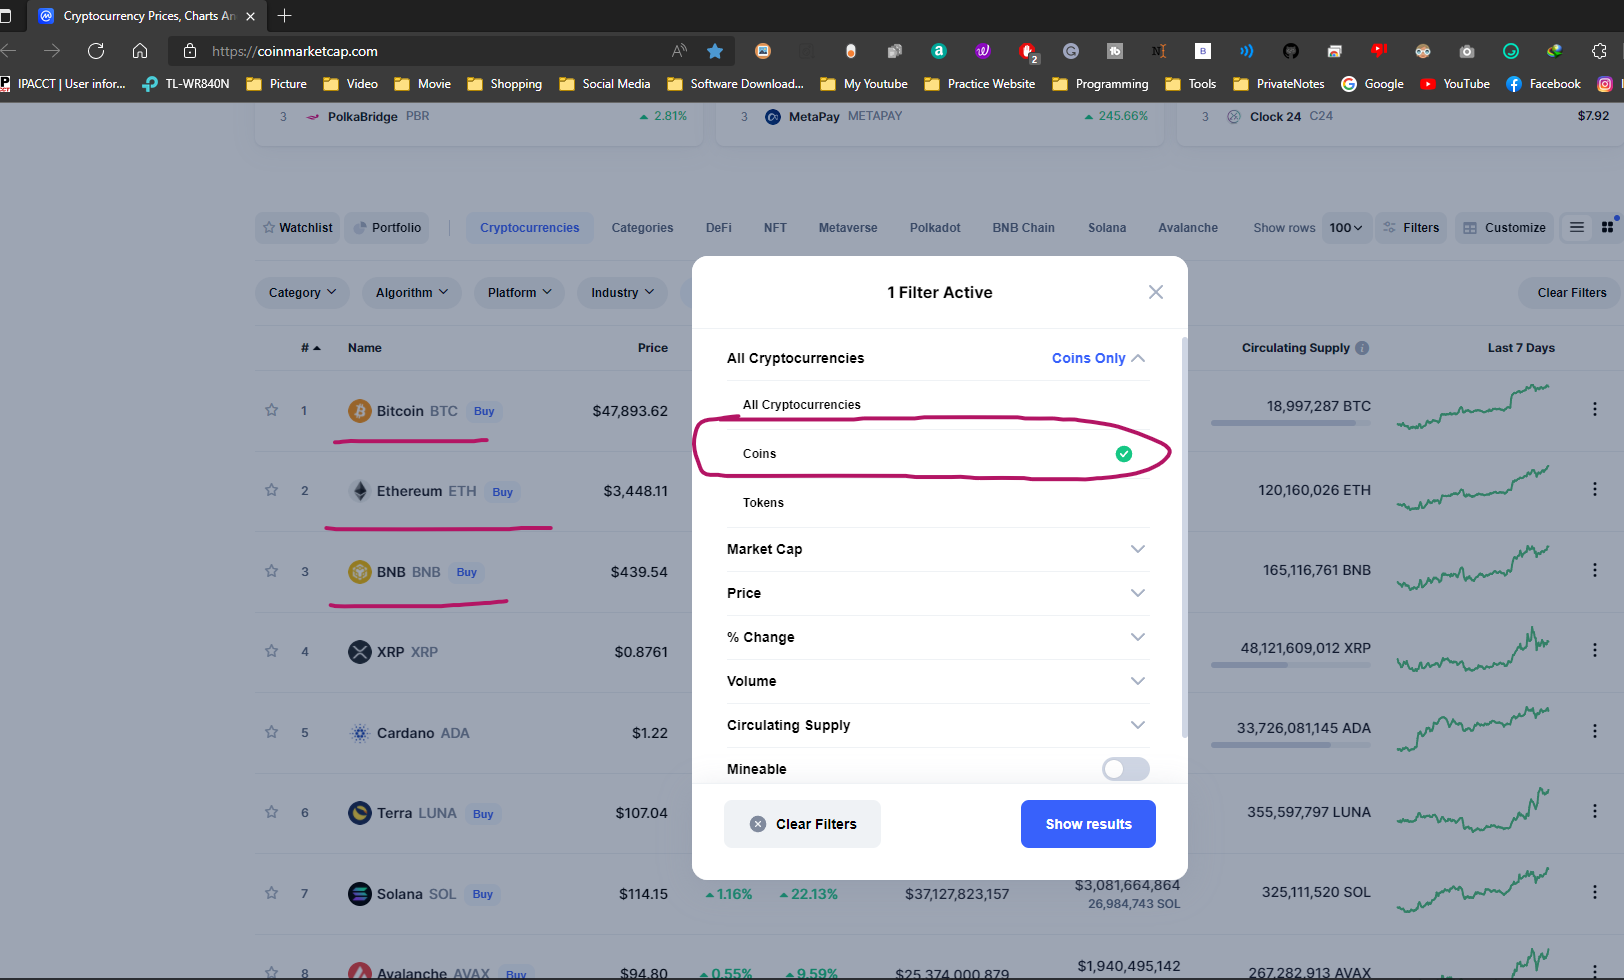 Cryptocurrency Prices, Charts An
https://coinmarketcap.com
2
IPACCT | User infor...
TL-WR840N
Picture
Video
Movie
Shopping
Social Media
Software Download...
My Youtube
Practice Website
Programming
Tools
PrivateNotes
Google
YouTube
Facebook
3 PolkaBridge PBR 2.81%
3 MetaPay METAPAY 245.66%
3 Clock 24 C24 $7.92
Watchlist Portfolio Cryptocurrencies Categories DeFi NFT Metaverse Polkadot BNB Chain Solana Avalanche Show rows 100 Filters Customize
Category Algorithm Platform Industry Clear Filters
# Name Price Circulating Supply Last 7 Days
1 Bitcoin BTC Buy $47,893.62 18,997,287 BTC
2 Ethereum ETH Buy $3,448.11 120,160,026 ETH
3 BNB BNB Buy $439.54 165,116,761 BNB
4 XRP XRP $0.8761 48,121,609,012 XRP
5 Cardano ADA $1.22 33,726,081,145 ADA
6 Terra LUNA Buy $107.04 355,597,797 LUNA
7 Solana SOL Buy $114.15 1.16% 22.13% $37,127,823,157 $3,081,664,864 325,111,520 SOL
26,984,743 SOL
8 Avalanche AVAX Buy $94.80 0.55% 9.59% $25,374,000,879 $1,940,495,142 267,282,913 AVAX
1 Filter Active
All Cryptocurrencies Coins Only
All Cryptocurrencies
Coins
Tokens
Market Cap
Price
% Change
Volume
Circulating Supply
Mineable
Clear Filters
Show results